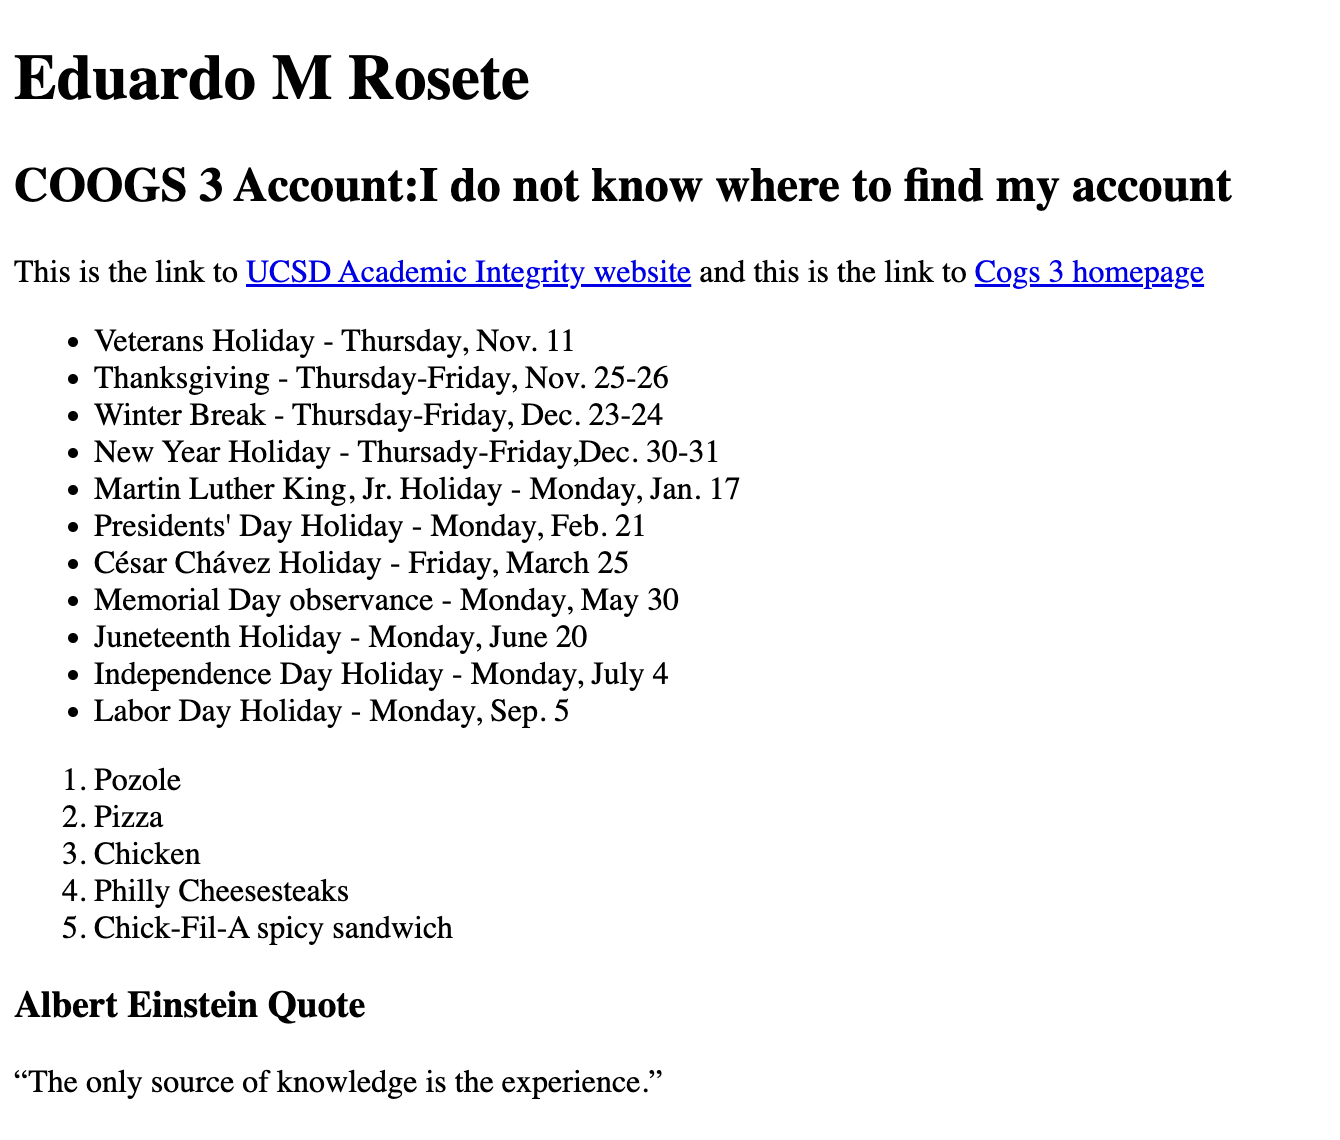 Eduardo M Rosete
COOGS 3 Account:I do not know where to find my account
This is the link to UCSD Academic Integrity website and this is the link to Cogs 3 homepage
• Veterans Holiday - Thursday, Nov. 11
• Thanksgiving - Thursday-Friday, Nov. 25-26
• Winter Break - Thursday-Friday, Dec. 23-24
• New Year Holiday - Thursady-Friday,Dec. 30-31
• Martin Luther King, Jr. Holiday - Monday, Jan. 17
• Presidents' Day Holiday - Monday, Feb. 21
• César Chávez Holiday - Friday, March 25
• Memorial Day observance - Monday, May 30
• Juneteenth Holiday - Monday, June 20
• Independence Day Holiday - Monday, July 4
• Labor Day Holiday - Monday, Sep. 5
1. Pozole
2. Pizza
3. Chicken
4. Philly Cheesesteaks
5. Chick-Fil-A spicy sandwich
Albert Einstein Quote
“The only source of knowledge is the experience.”